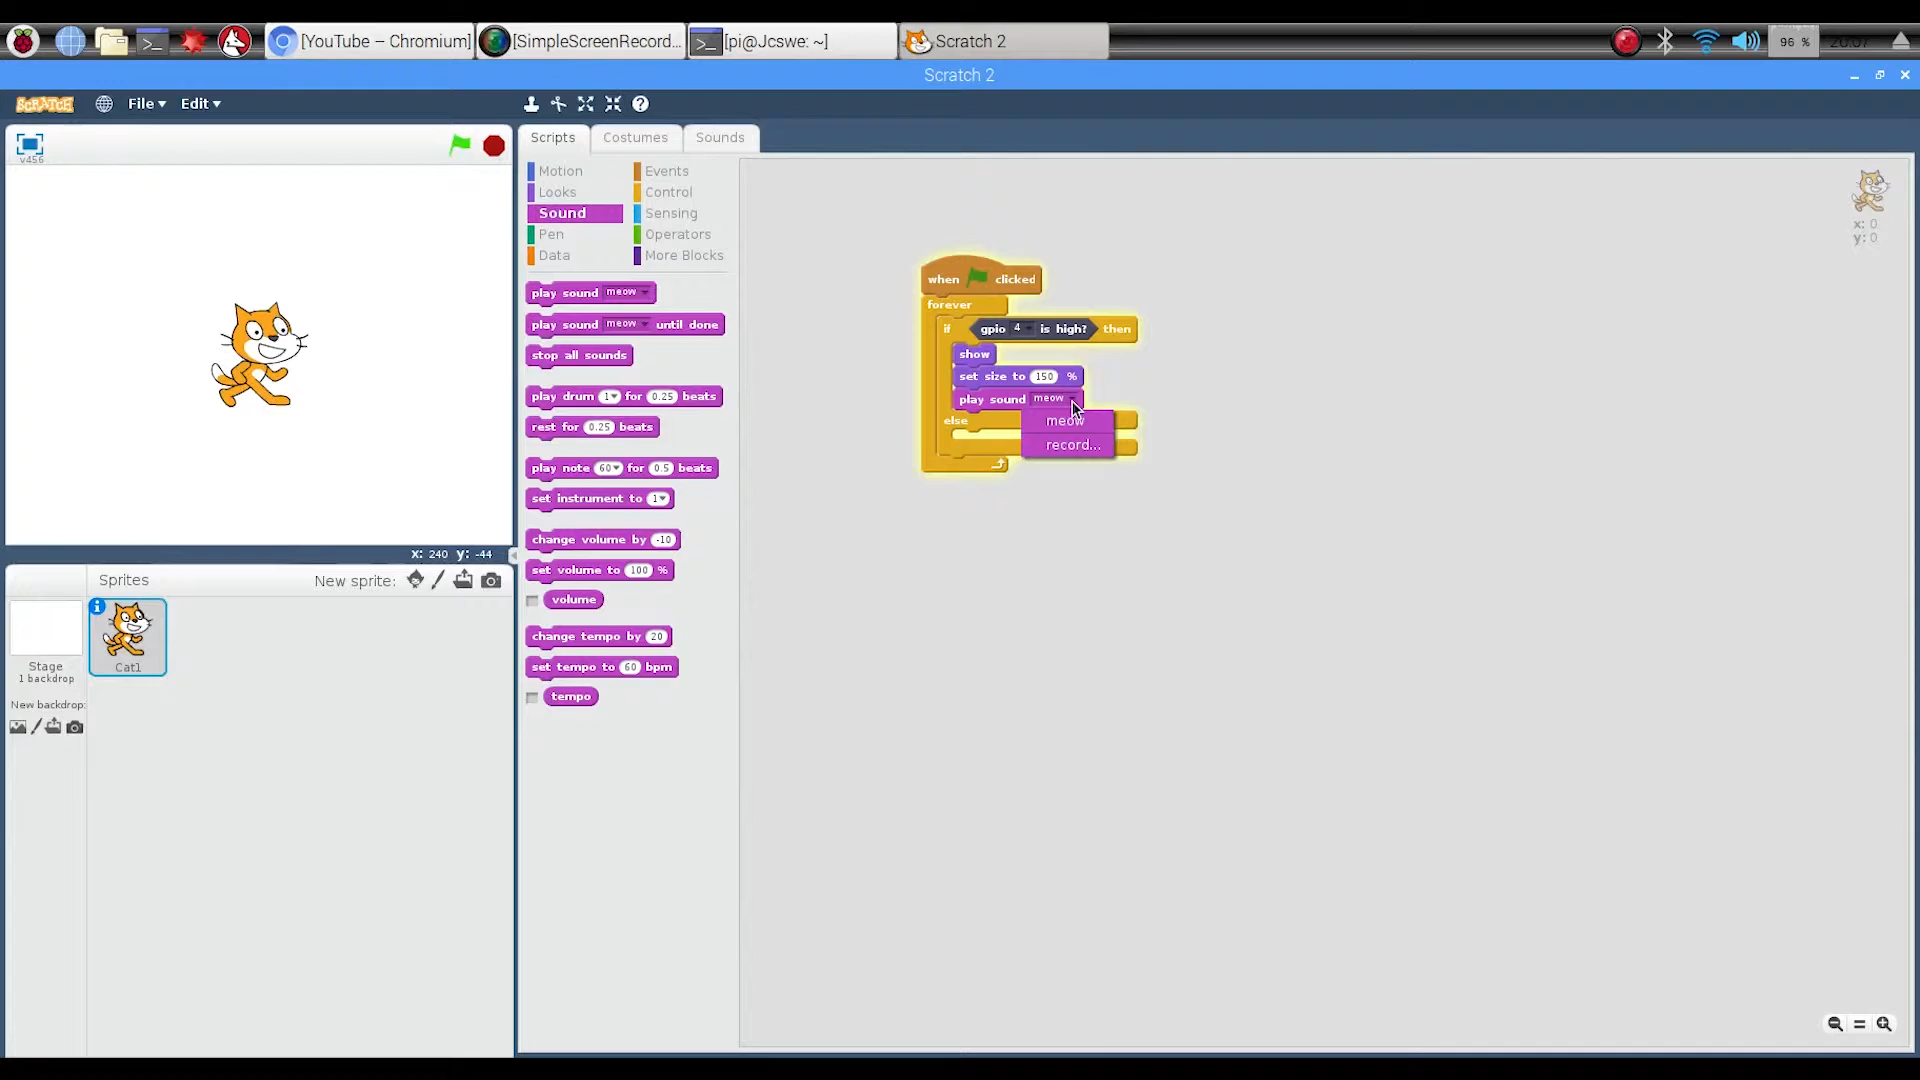 [YouTube – Chromium]
[SimpleScreenRecord...
[pi@Jcswe: ~]
Scratch 2
96 %
20:07
Scratch 2
SCRATCH
File
Edit
v456
Scripts
Costumes
Sounds
Motion
Events
Looks
Control
Sound
Sensing
Pen
Operators
Data
More Blocks
play sound meow
play sound meow until done
stop all sounds
play drum 1 for 0.25 beats
rest for 0.25 beats
play note 60 for 0.5 beats
set instrument to 1
change volume by -10
set volume to 100 %
volume
change tempo by 20
set tempo to 60 bpm
tempo
when clicked
forever
if gpio 4 is high? then
show
set size to 150 %
play sound meow
else
meow
record...
x: 0
y: 0
x: 240 y: -44
Sprites
New sprite:
Stage
1 backdrop
Cat1
New backdrop: